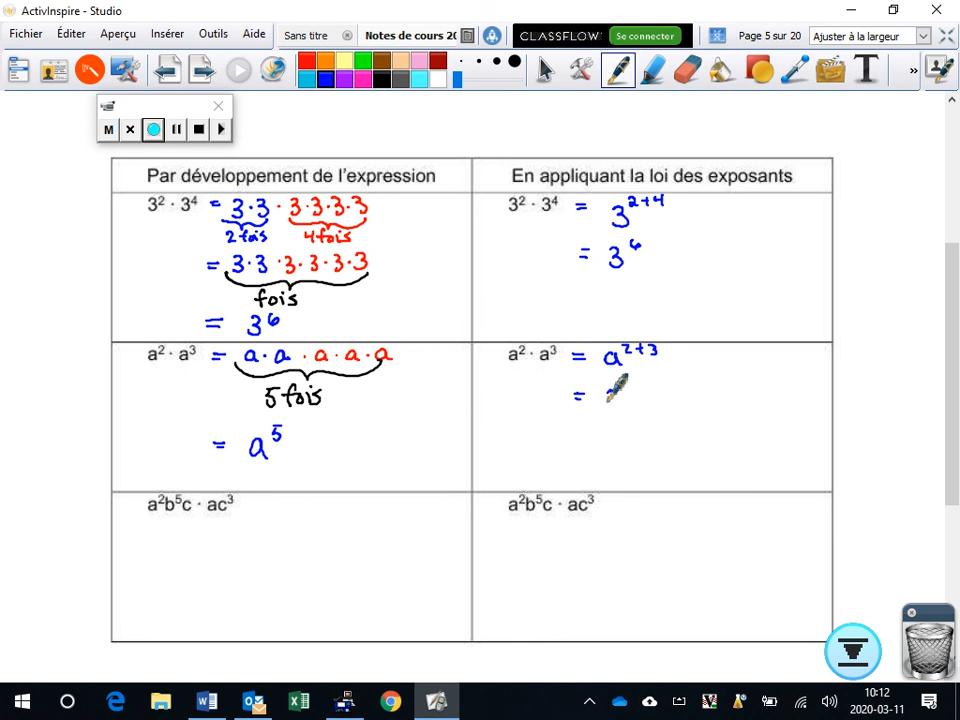 ActivInspire - Studio
Fichier Éditer Aperçu Insérer Outils Aide Sans titre Notes de cours 20 CLASSFLOW Se connecter Page 5 sur 20 Ajuster à la largeur
M
Par développement de l'expression
En appliquant la loi des exposants
3² · 3⁴ = 3·3 · 3·3·3·3
2 fois 4 fois
= 3·3 ·3·3·3·3
fois
= 3⁶
3² · 3⁴ = 3²⁺⁴
= 3⁶
a² · a³ = a·a · a·a·a
5 fois
= a⁵
a² · a³ = a²⁺³
=
a²b⁵c · ac³
a²b⁵c · ac³
10:12
2020-03-11